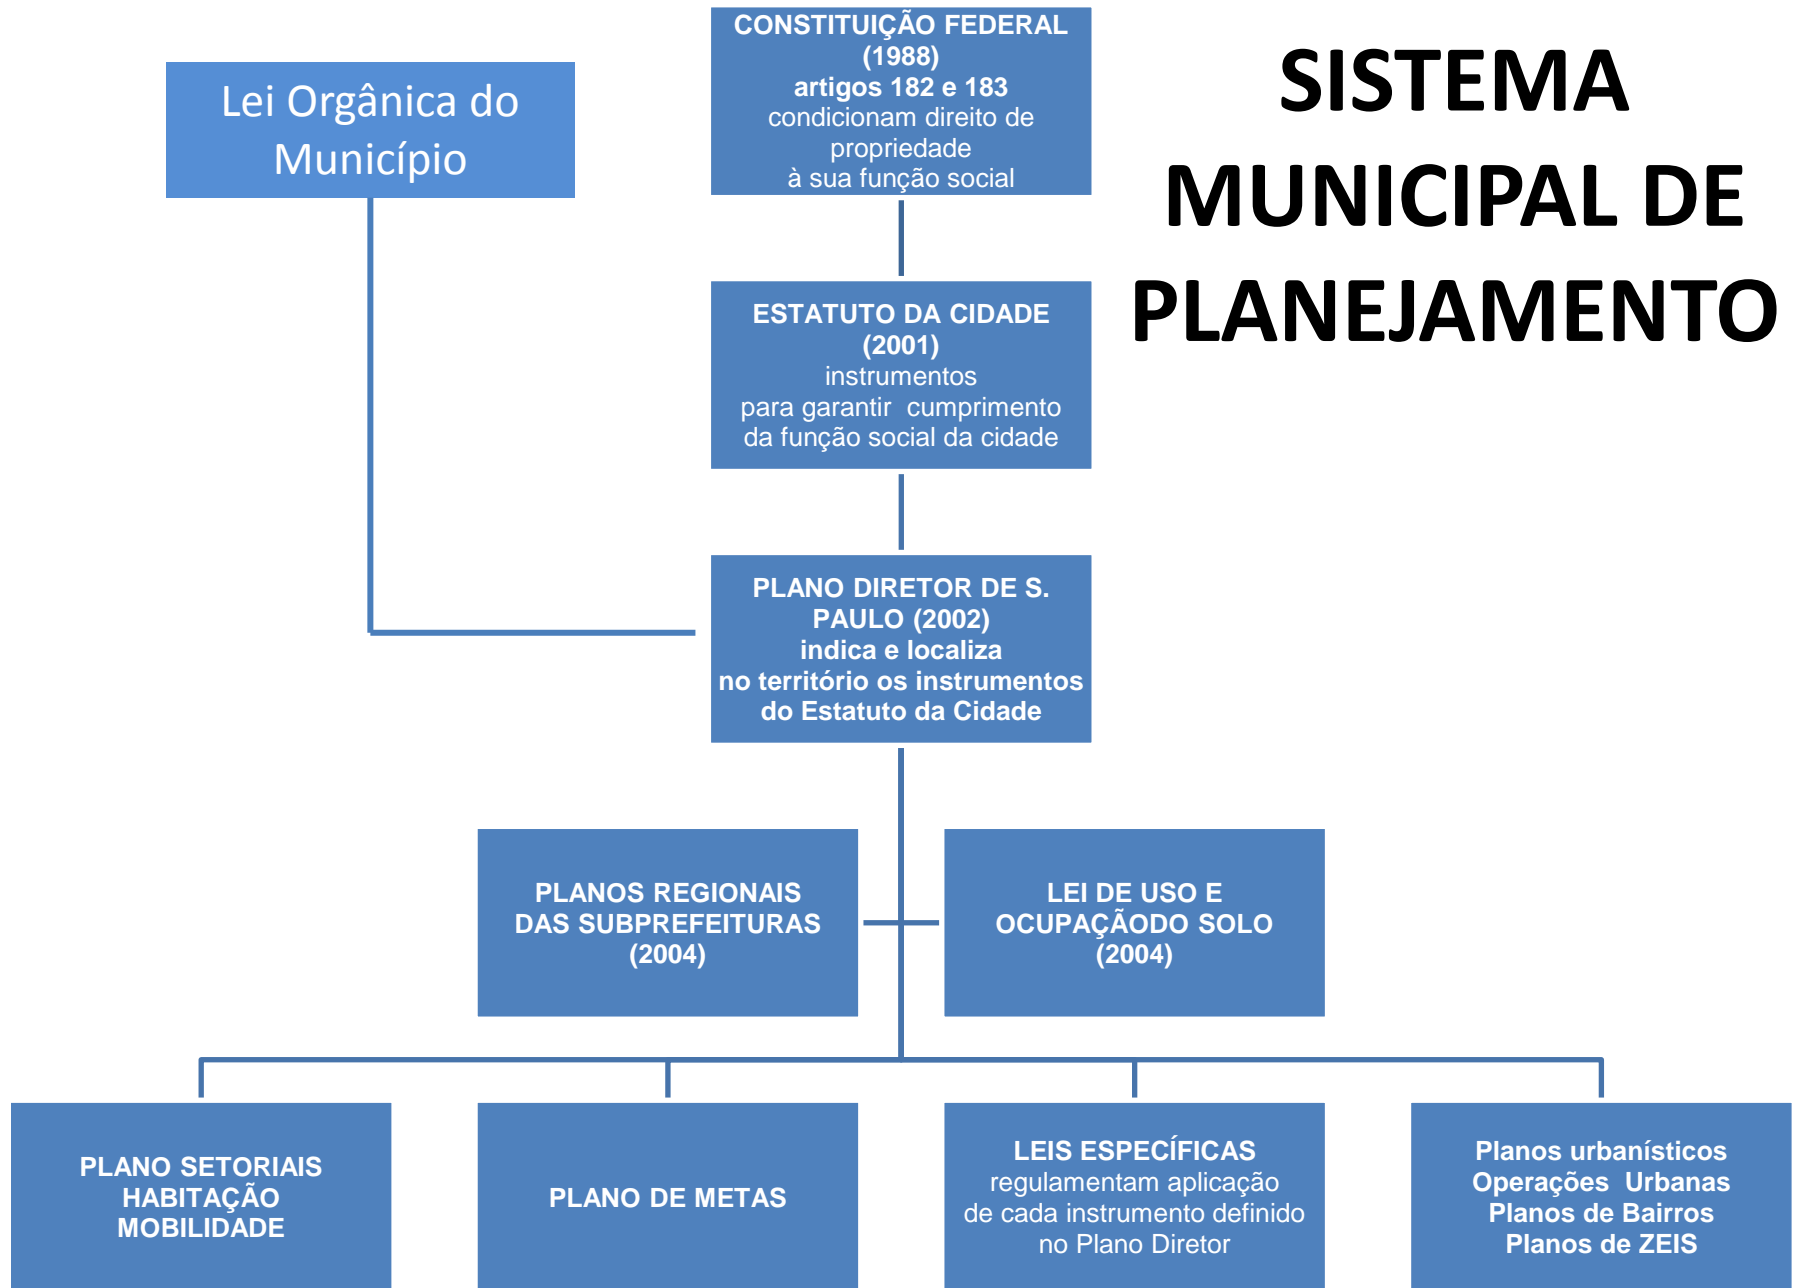 SISTEMA
MUNICIPAL DE
PLANEJAMENTO
Lei Orgânica do
Município
CONSTITUIÇÃO FEDERAL
(1988)
artigos 182 e 183
condicionam direito de
propriedade
à sua função social
ESTATUTO DA CIDADE
(2001)
instrumentos
para garantir cumprimento
da função social da cidade
PLANO DIRETOR DE S.
PAULO (2002)
indica e localiza
no território os instrumentos
do Estatuto da Cidade
PLANOS REGIONAIS
DAS SUBPREFEITURAS
(2004)
LEI DE USO E
OCUPAÇÃODO SOLO
(2004)
PLANO SETORIAIS
HABITAÇÃO
MOBILIDADE
PLANO DE METAS
LEIS ESPECÍFICAS
regulamentam aplicação
de cada instrumento definido
no Plano Diretor
Planos urbanísticos
Operações Urbanas
Planos de Bairros
Planos de ZEIS